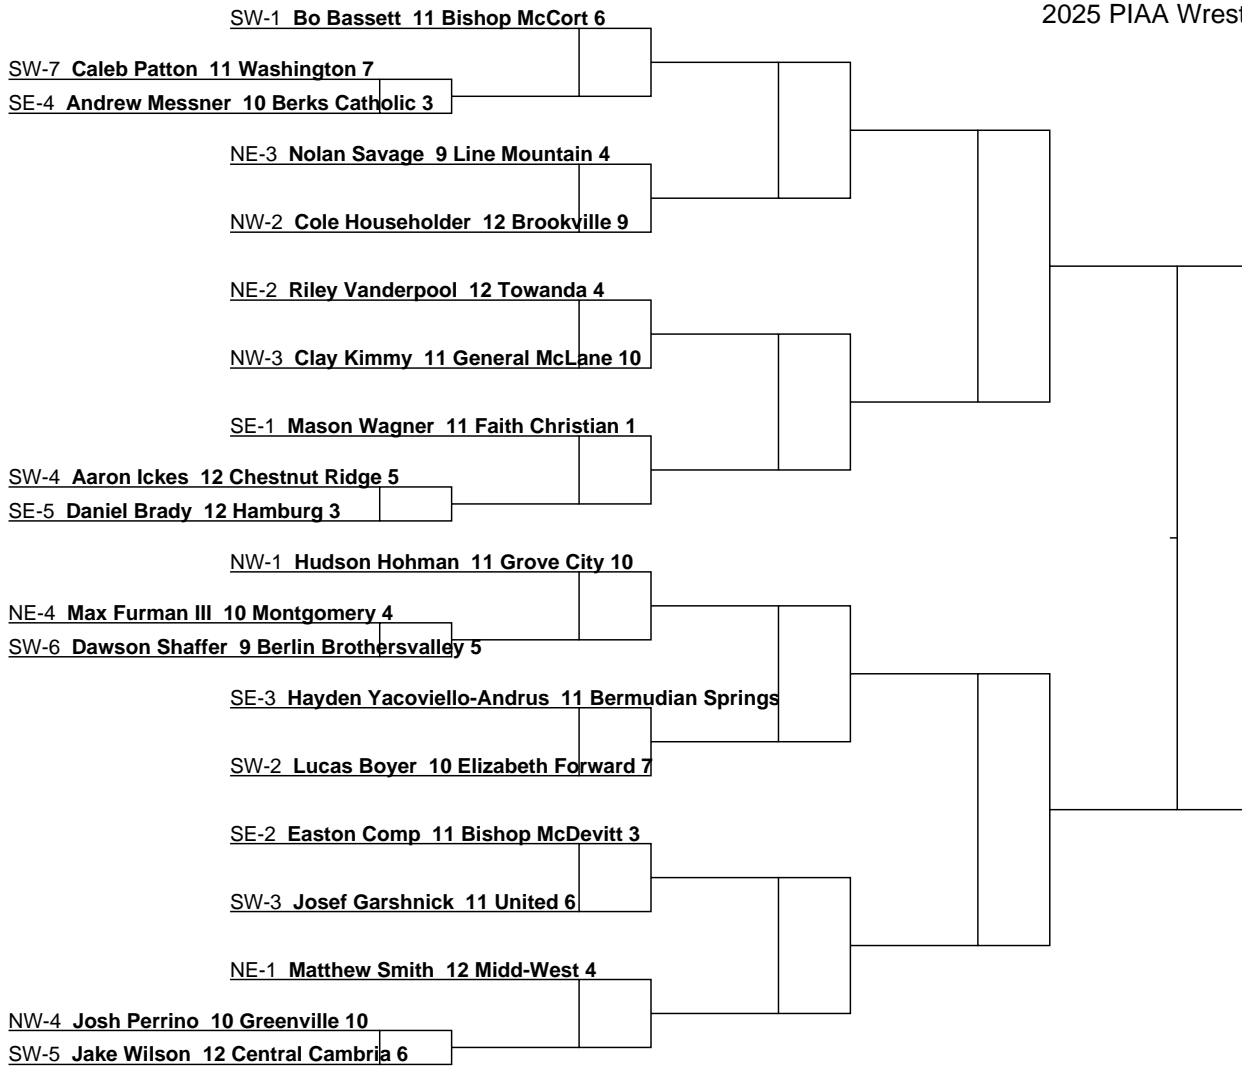 2025 PIAA Wrest
SW-1 Bo Bassett 11 Bishop McCort 6
SW-7 Caleb Patton 11 Washington 7
SE-4 Andrew Messner 10 Berks Catholic 3
NE-3 Nolan Savage 9 Line Mountain 4
NW-2 Cole Householder 12 Brookville 9
NE-2 Riley Vanderpool 12 Towanda 4
NW-3 Clay Kimmy 11 General McLane 10
SE-1 Mason Wagner 11 Faith Christian 1
SW-4 Aaron Ickes 12 Chestnut Ridge 5
SE-5 Daniel Brady 12 Hamburg 3
NW-1 Hudson Hohman 11 Grove City 10
NE-4 Max Furman III 10 Montgomery 4
SW-6 Dawson Shaffer 9 Berlin Brothersvalley 5
SE-3 Hayden Yacoviello-Andrus 11 Bermudian Springs
SW-2 Lucas Boyer 10 Elizabeth Forward 7
SE-2 Easton Comp 11 Bishop McDevitt 3
SW-3 Josef Garshnick 11 United 6
NE-1 Matthew Smith 12 Midd-West 4
NW-4 Josh Perrino 10 Greenville 10
SW-5 Jake Wilson 12 Central Cambria 6